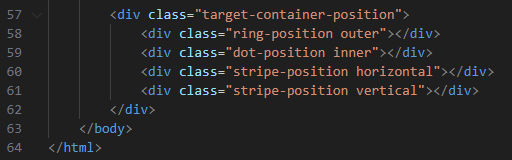 57 <div class="target-container-position">
58 <div class="ring-position outer"></div>
59 <div class="dot-position inner"></div>
60 <div class="stripe-position horizontal"></div>
61 <div class="stripe-position vertical"></div>
62 </div>
63 </body>
64 </html>